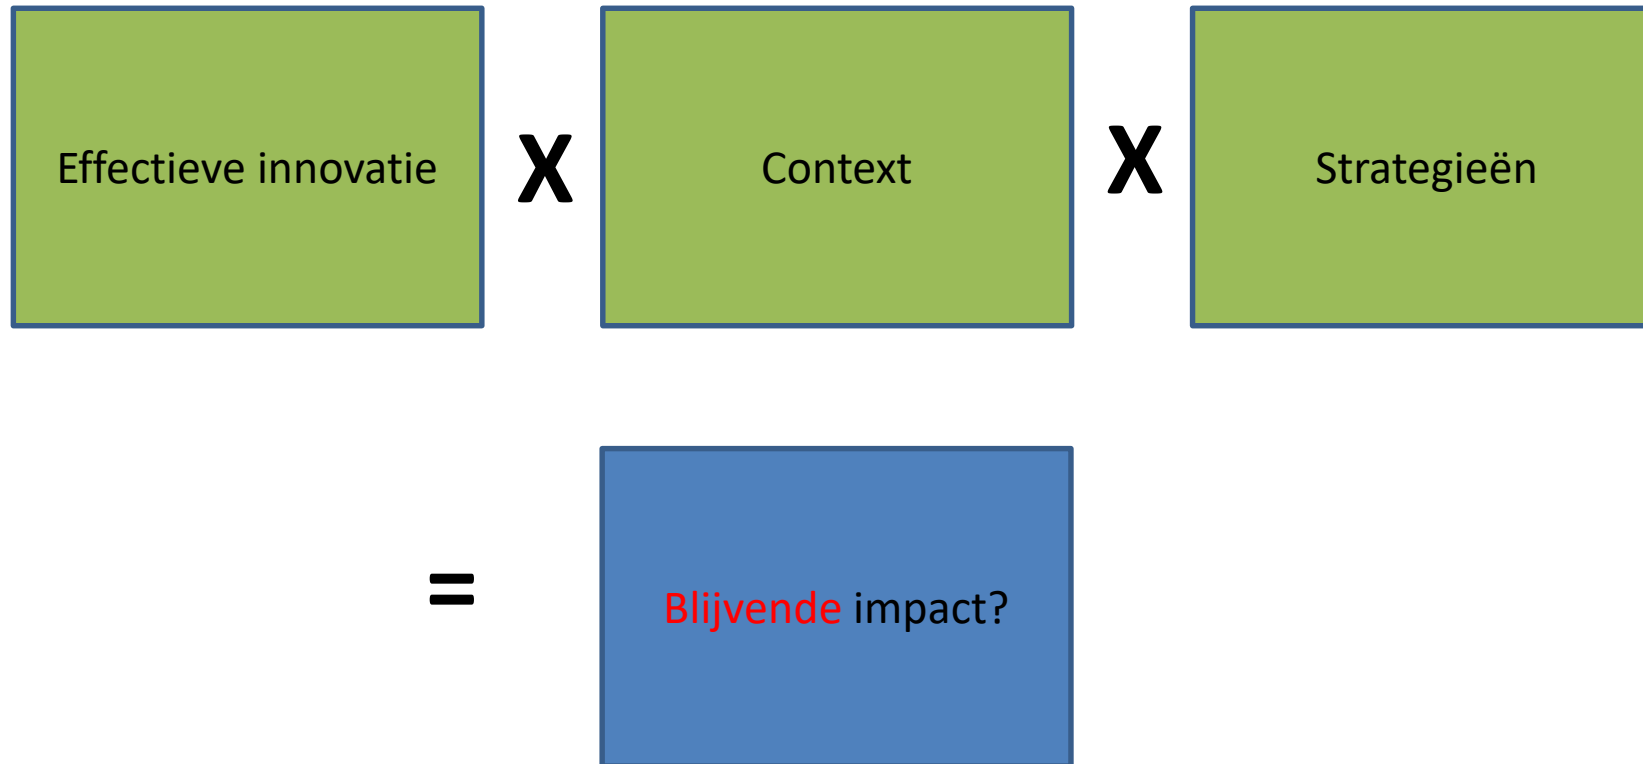 Effectieve innovatie X Context X Strategieën
= Blijvende impact?